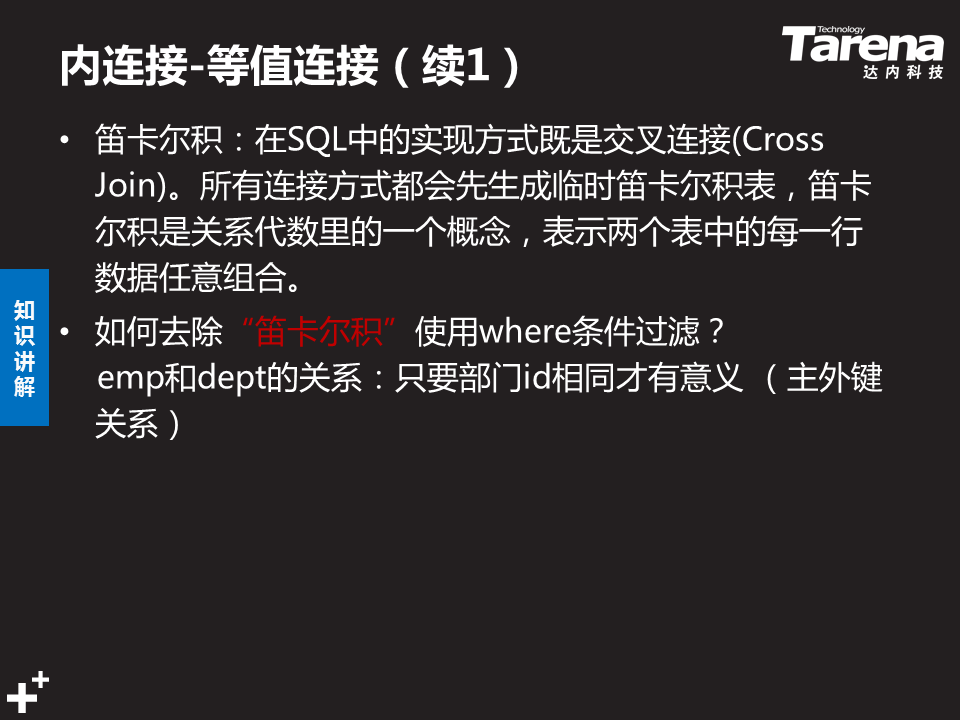 内连接-等值连接（续1）
Technology
Tarena
达内科技
• 笛卡尔积：在SQL中的实现方式既是交叉连接(Cross
Join)。所有连接方式都会先生成临时笛卡尔积表，笛卡
尔积是关系代数里的一个概念，表示两个表中的每一行
数据任意组合。
知识讲解
• 如何去除“笛卡尔积”使用where条件过滤？
emp和dept的关系：只要部门id相同才有意义 （主外键
关系）